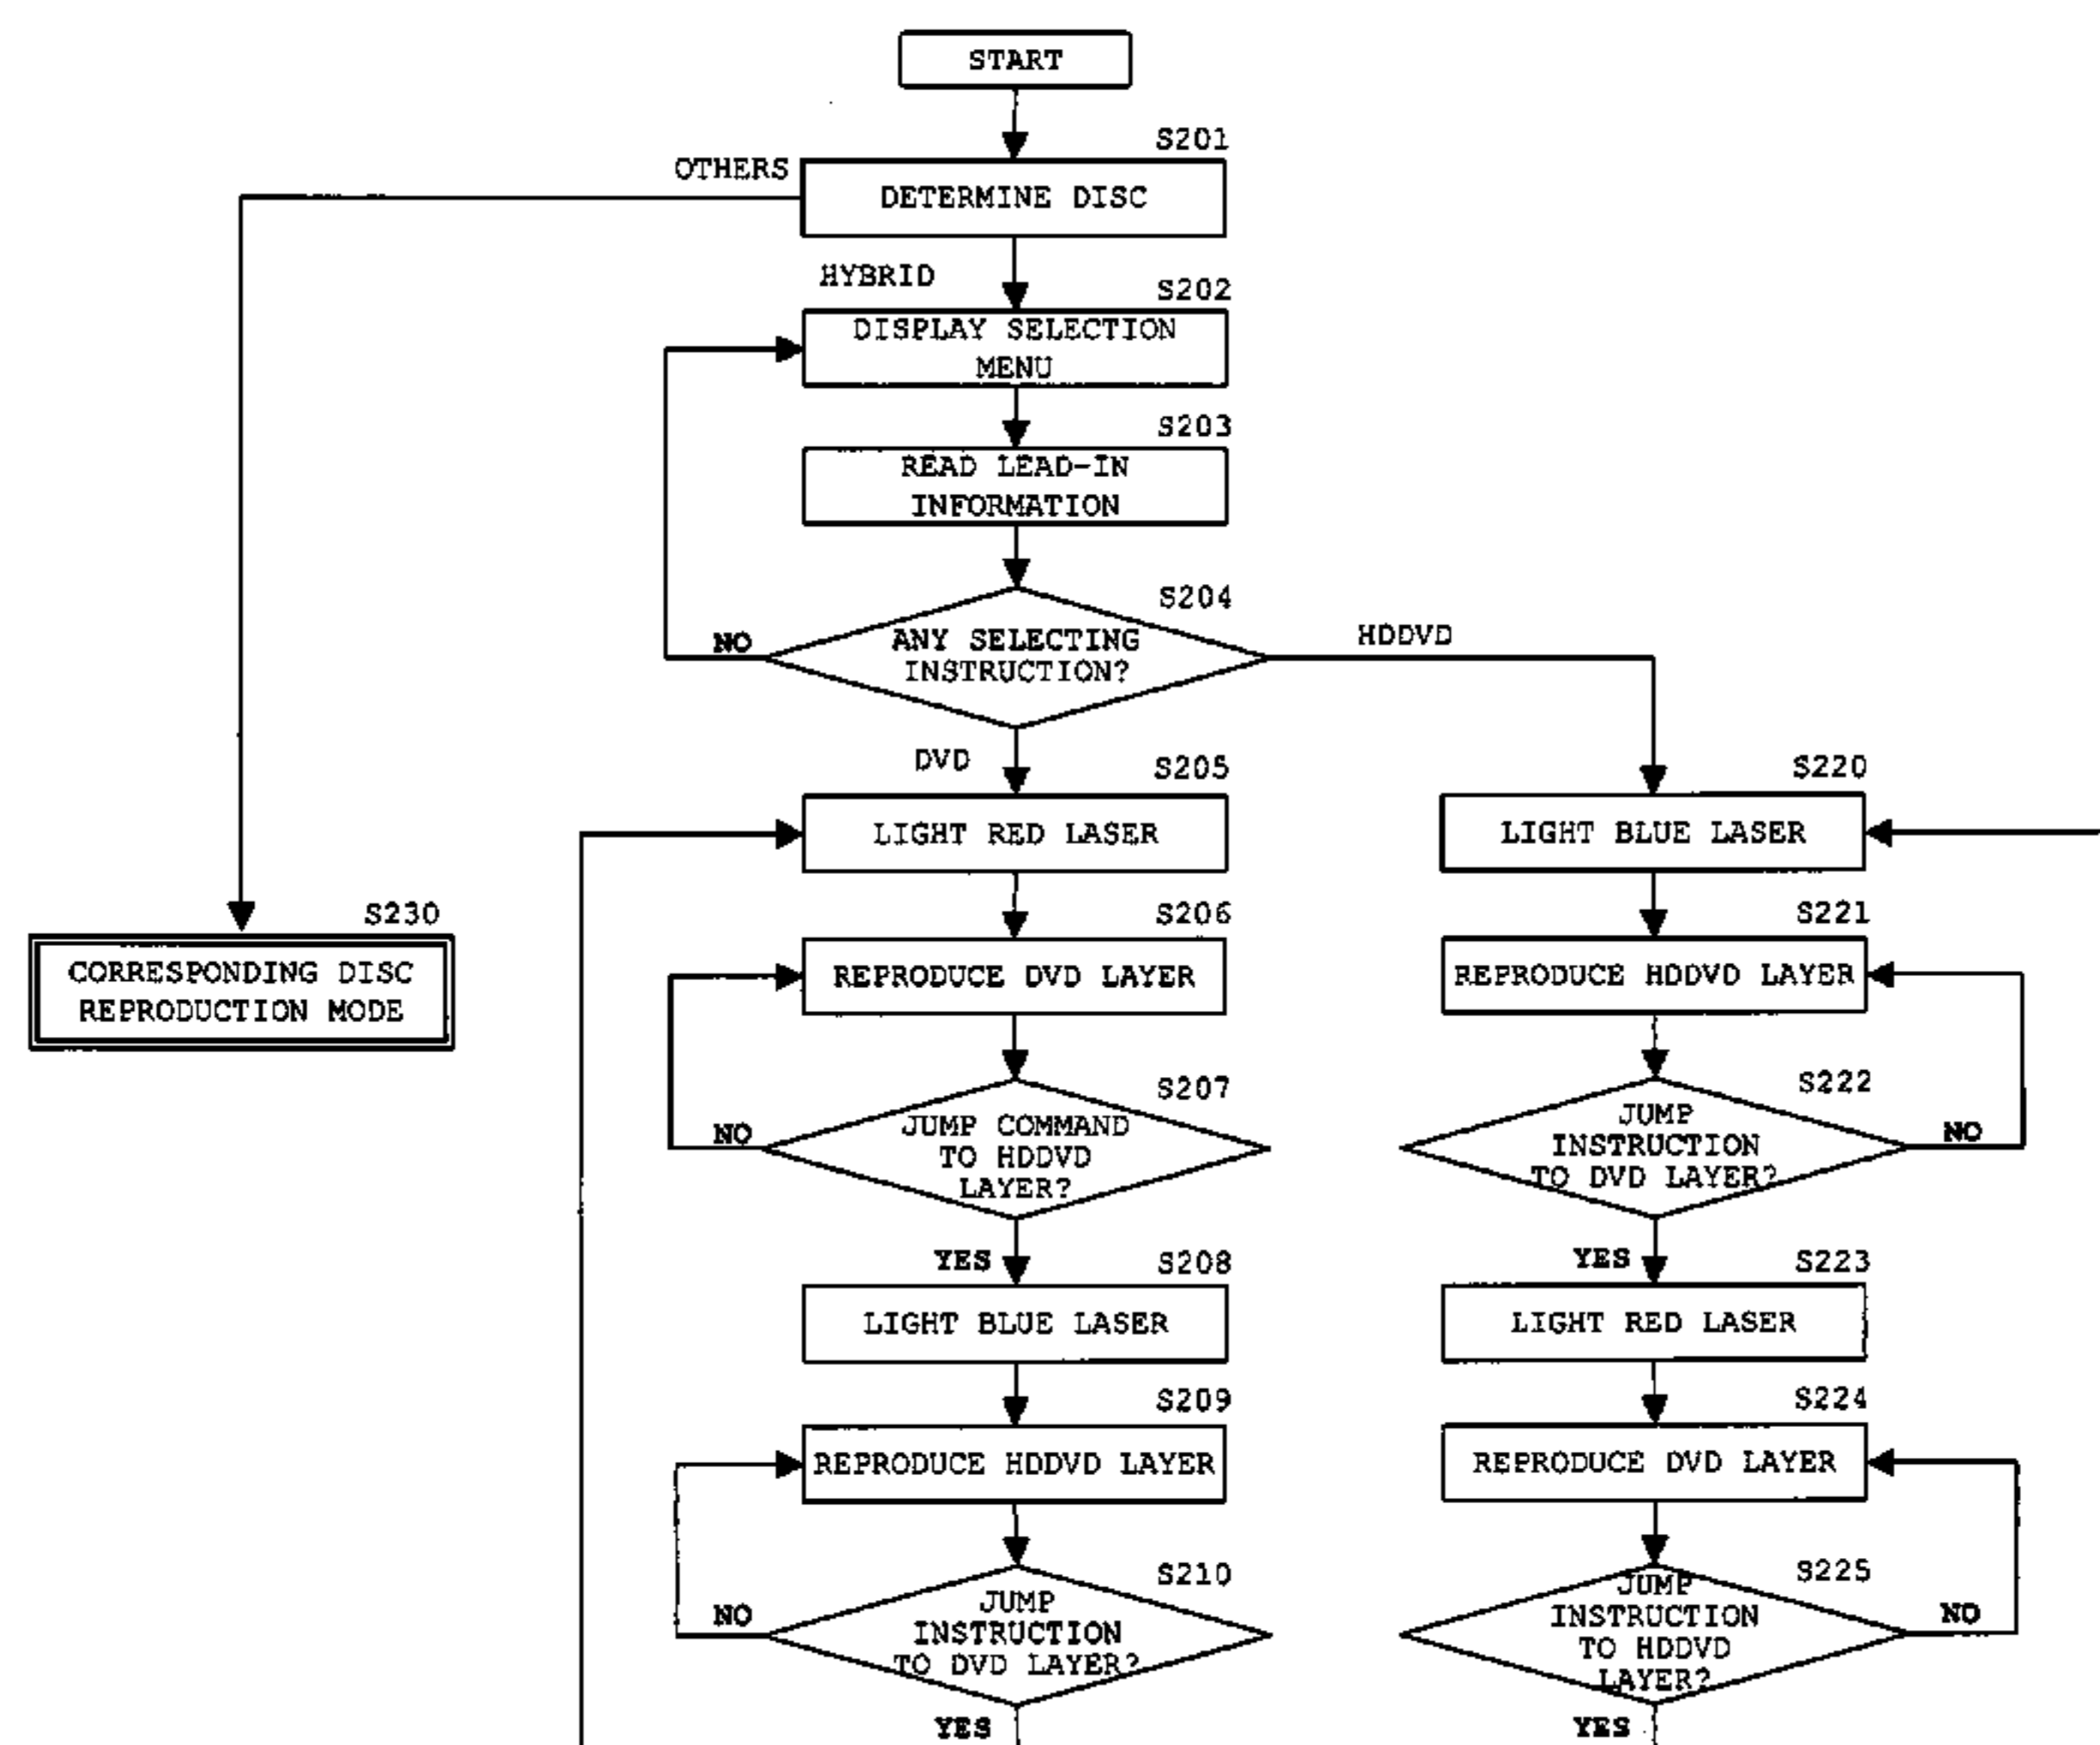 START
S201
OTHERS
DETERMINE DISC
HYBRID
S202
DISPLAY SELECTION
MENU
S203
READ LEAD-IN
INFORMATION
S204
NO
ANY SELECTING
INSTRUCTION?
HDDVD
DVD
S205
LIGHT RED LASER
S220
LIGHT BLUE LASER
S230
CORRESPONDING DISC
REPRODUCTION MODE
S206
REPRODUCE DVD LAYER
S221
REPRODUCE HDDVD LAYER
S207
NO
JUMP COMMAND
TO HDDVD
LAYER?
S222
JUMP
INSTRUCTION
TO DVD LAYER?
NO
YES
S208
LIGHT BLUE LASER
YES
S223
LIGHT RED LASER
S209
REPRODUCE HDDVD LAYER
S224
REPRODUCE DVD LAYER
S210
NO
JUMP
INSTRUCTION
TO DVD LAYER?
S225
JUMP
INSTRUCTION
TO HDDVD
LAYER?
NO
YES
YES